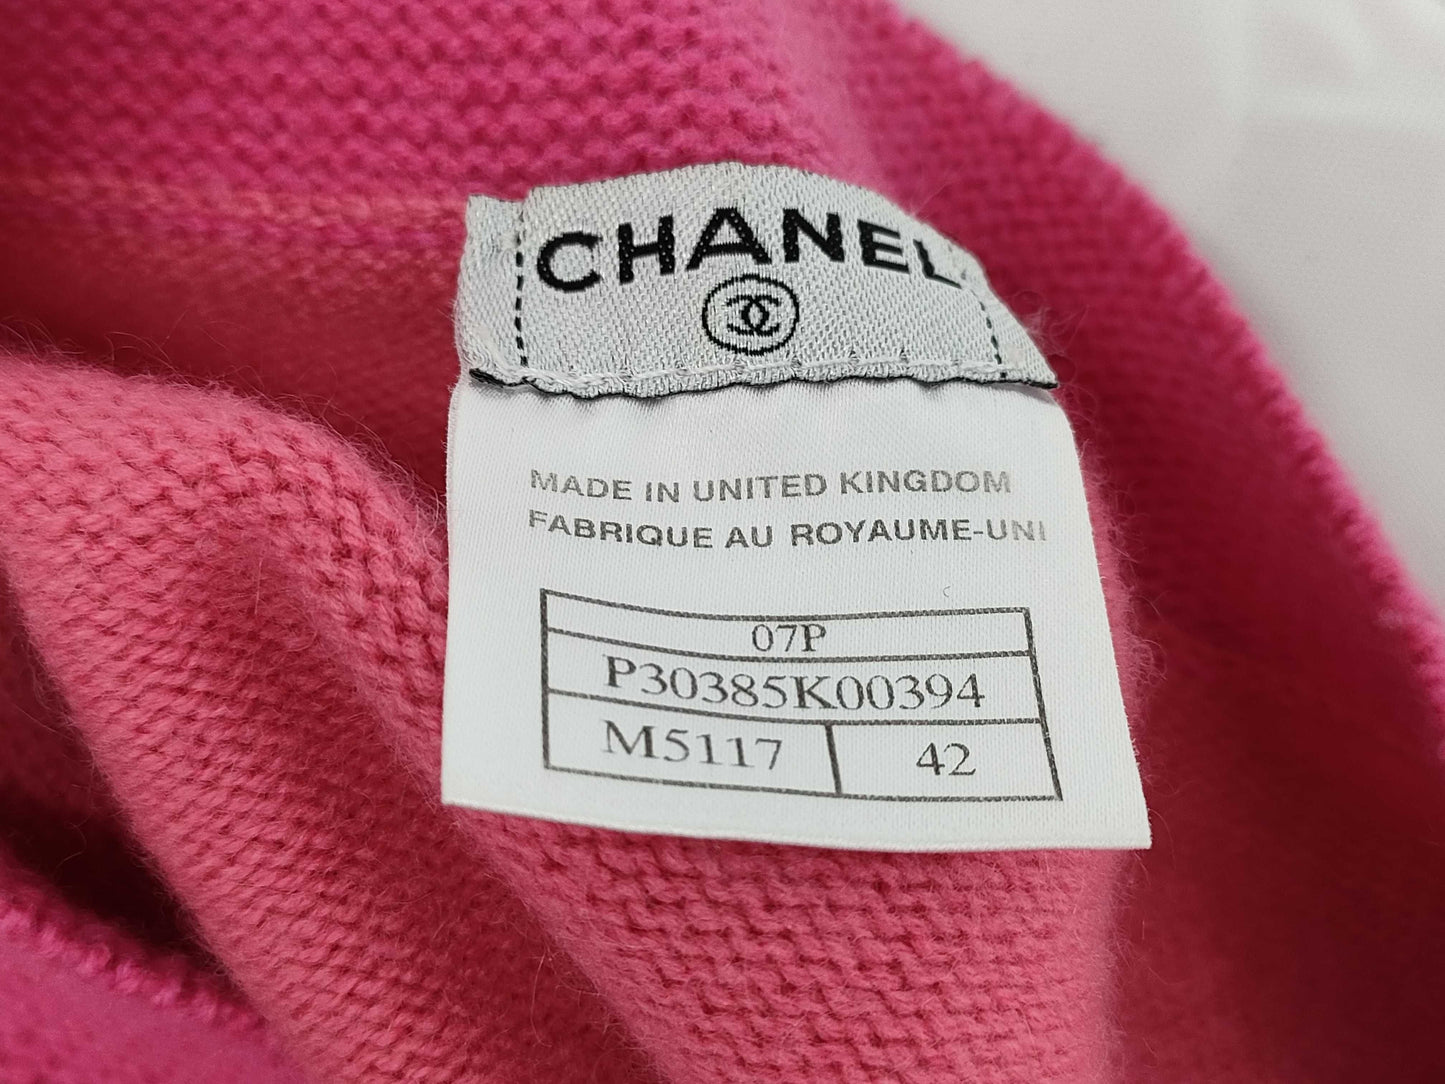 CHANEL
MADE IN UNITED KINGDOM
FABRIQUE AU ROYAUME-UNI
07P
P30385K00394
M5117 42